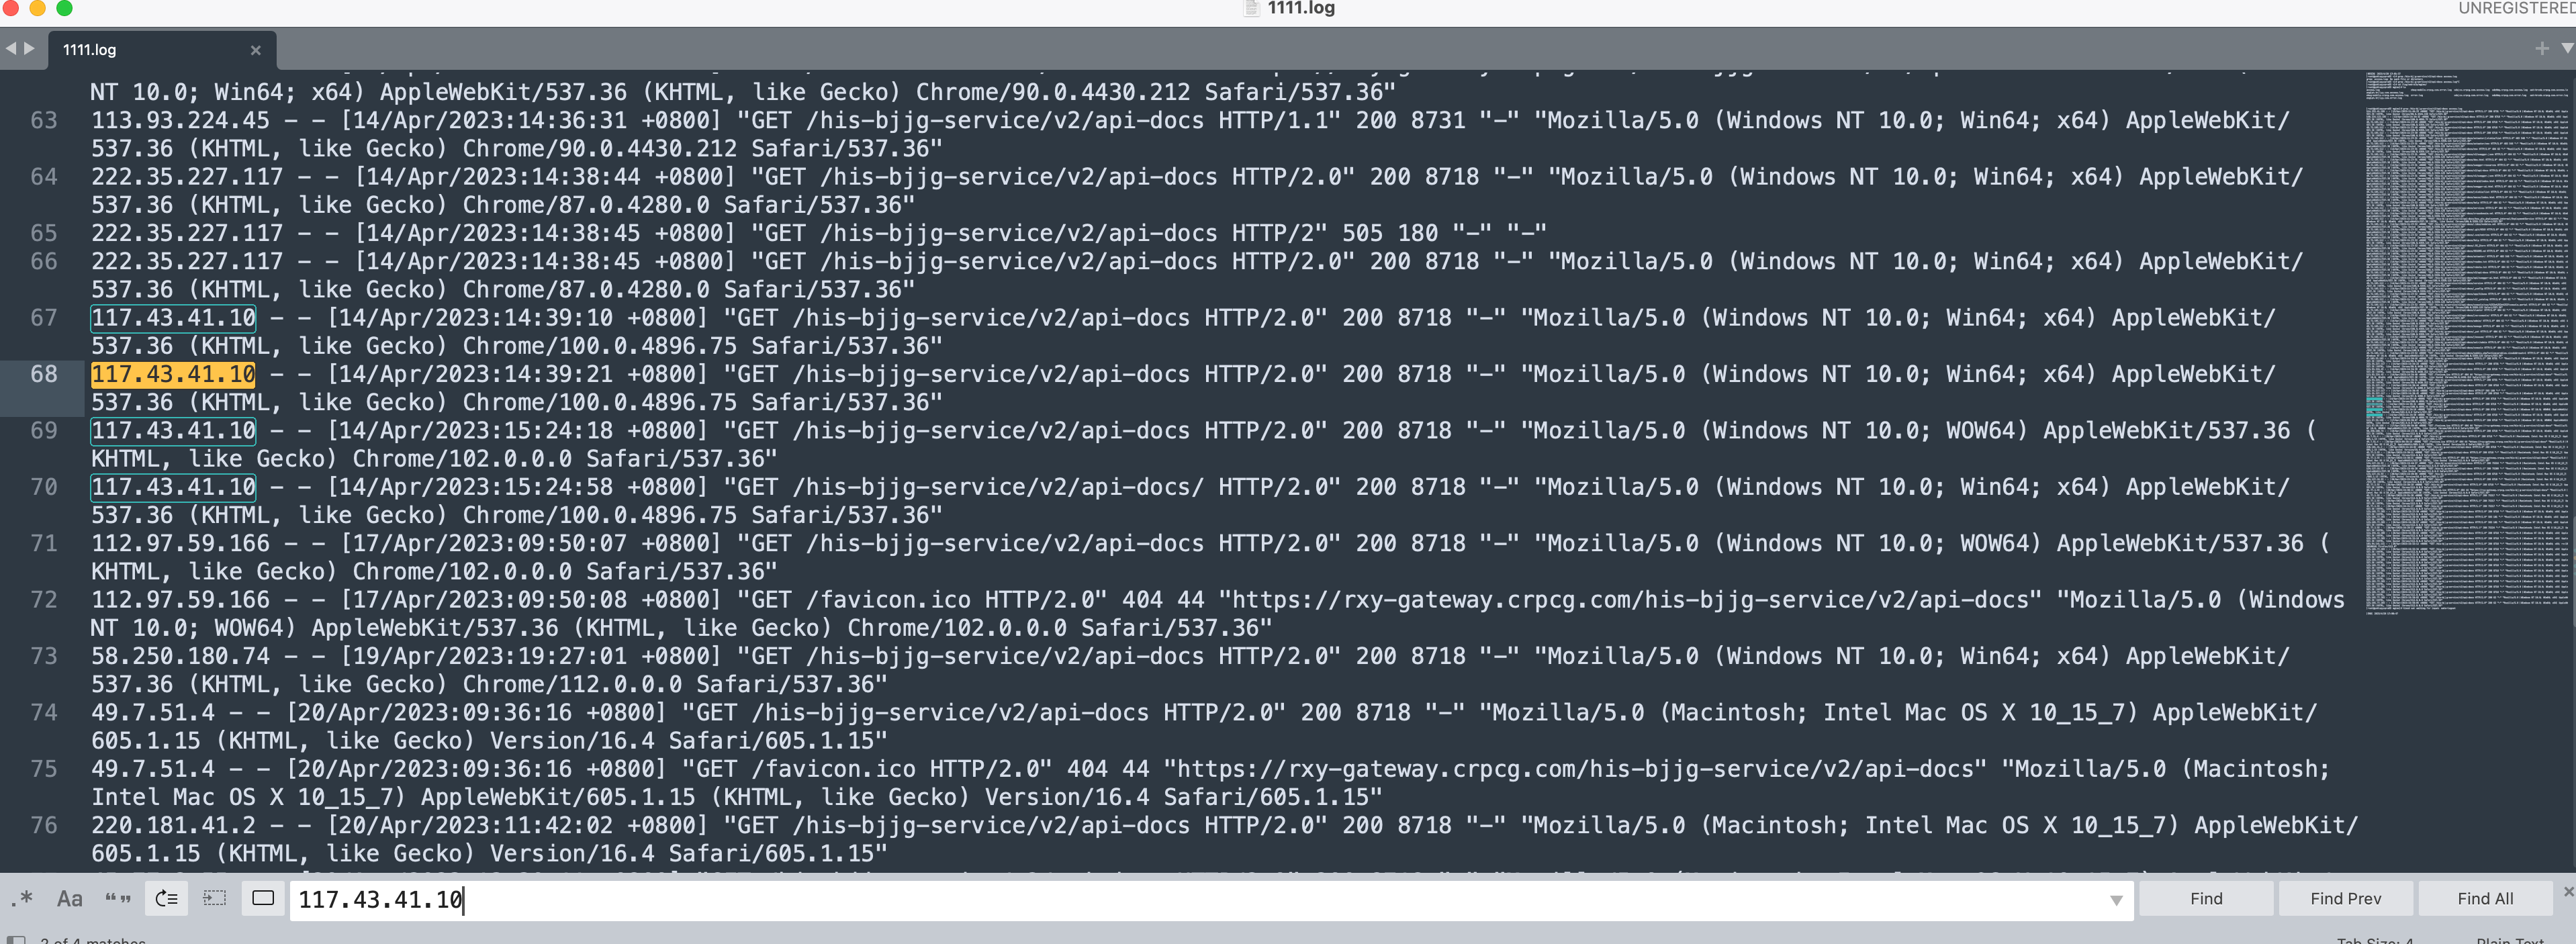 1111.log
UNREGISTERED
1111.log
NT 10.0; Win64; x64) AppleWebKit/537.36 (KHTML, like Gecko) Chrome/90.0.4430.212 Safari/537.36"
63 113.93.224.45 - - [14/Apr/2023:14:36:31 +0800] "GET /his-bjjg-service/v2/api-docs HTTP/1.1" 200 8731 "-" "Mozilla/5.0 (Windows NT 10.0; Win64; x64) AppleWebKit/
537.36 (KHTML, like Gecko) Chrome/90.0.4430.212 Safari/537.36"
64 222.35.227.117 - - [14/Apr/2023:14:38:44 +0800] "GET /his-bjjg-service/v2/api-docs HTTP/2.0" 200 8718 "-" "Mozilla/5.0 (Windows NT 10.0; Win64; x64) AppleWebKit/
537.36 (KHTML, like Gecko) Chrome/87.0.4280.0 Safari/537.36"
65 222.35.227.117 - - [14/Apr/2023:14:38:45 +0800] "GET /his-bjjg-service/v2/api-docs HTTP/2" 505 180 "-" "-"
66 222.35.227.117 - - [14/Apr/2023:14:38:45 +0800] "GET /his-bjjg-service/v2/api-docs HTTP/2.0" 200 8718 "-" "Mozilla/5.0 (Windows NT 10.0; Win64; x64) AppleWebKit/
537.36 (KHTML, like Gecko) Chrome/87.0.4280.0 Safari/537.36"
67 117.43.41.10 - - [14/Apr/2023:14:39:10 +0800] "GET /his-bjjg-service/v2/api-docs HTTP/2.0" 200 8718 "-" "Mozilla/5.0 (Windows NT 10.0; Win64; x64) AppleWebKit/
537.36 (KHTML, like Gecko) Chrome/100.0.4896.75 Safari/537.36"
68 117.43.41.10 - - [14/Apr/2023:14:39:21 +0800] "GET /his-bjjg-service/v2/api-docs HTTP/2.0" 200 8718 "-" "Mozilla/5.0 (Windows NT 10.0; Win64; x64) AppleWebKit/
537.36 (KHTML, like Gecko) Chrome/100.0.4896.75 Safari/537.36"
69 117.43.41.10 - - [14/Apr/2023:15:24:18 +0800] "GET /his-bjjg-service/v2/api-docs HTTP/2.0" 200 8718 "-" "Mozilla/5.0 (Windows NT 10.0; WOW64) AppleWebKit/537.36 (
KHTML, like Gecko) Chrome/102.0.0.0 Safari/537.36"
70 117.43.41.10 - - [14/Apr/2023:15:24:58 +0800] "GET /his-bjjg-service/v2/api-docs/ HTTP/2.0" 200 8718 "-" "Mozilla/5.0 (Windows NT 10.0; Win64; x64) AppleWebKit/
537.36 (KHTML, like Gecko) Chrome/100.0.4896.75 Safari/537.36"
71 112.97.59.166 - - [17/Apr/2023:09:50:07 +0800] "GET /his-bjjg-service/v2/api-docs HTTP/2.0" 200 8718 "-" "Mozilla/5.0 (Windows NT 10.0; WOW64) AppleWebKit/537.36 (
KHTML, like Gecko) Chrome/102.0.0.0 Safari/537.36"
72 112.97.59.166 - - [17/Apr/2023:09:50:08 +0800] "GET /favicon.ico HTTP/2.0" 404 44 "https://rxy-gateway.crpcg.com/his-bjjg-service/v2/api-docs" "Mozilla/5.0 (Windows
NT 10.0; WOW64) AppleWebKit/537.36 (KHTML, like Gecko) Chrome/102.0.0.0 Safari/537.36"
73 58.250.180.74 - - [19/Apr/2023:19:27:01 +0800] "GET /his-bjjg-service/v2/api-docs HTTP/2.0" 200 8718 "-" "Mozilla/5.0 (Windows NT 10.0; Win64; x64) AppleWebKit/
537.36 (KHTML, like Gecko) Chrome/112.0.0.0 Safari/537.36"
74 49.7.51.4 - - [20/Apr/2023:09:36:16 +0800] "GET /his-bjjg-service/v2/api-docs HTTP/2.0" 200 8718 "-" "Mozilla/5.0 (Macintosh; Intel Mac OS X 10_15_7) AppleWebKit/
605.1.15 (KHTML, like Gecko) Version/16.4 Safari/605.1.15"
75 49.7.51.4 - - [20/Apr/2023:09:36:16 +0800] "GET /favicon.ico HTTP/2.0" 404 44 "https://rxy-gateway.crpcg.com/his-bjjg-service/v2/api-docs" "Mozilla/5.0 (Macintosh;
Intel Mac OS X 10_15_7) AppleWebKit/605.1.15 (KHTML, like Gecko) Version/16.4 Safari/605.1.15"
76 220.181.41.2 - - [20/Apr/2023:11:42:02 +0800] "GET /his-bjjg-service/v2/api-docs HTTP/2.0" 200 8718 "-" "Mozilla/5.0 (Macintosh; Intel Mac OS X 10_15_7) AppleWebKit/
605.1.15 (KHTML, like Gecko) Version/16.4 Safari/605.1.15"
.* Aa “” 117.43.41.10 Find Find Prev Find All
2 of 4 matches Tab Size: 4 Plain Text